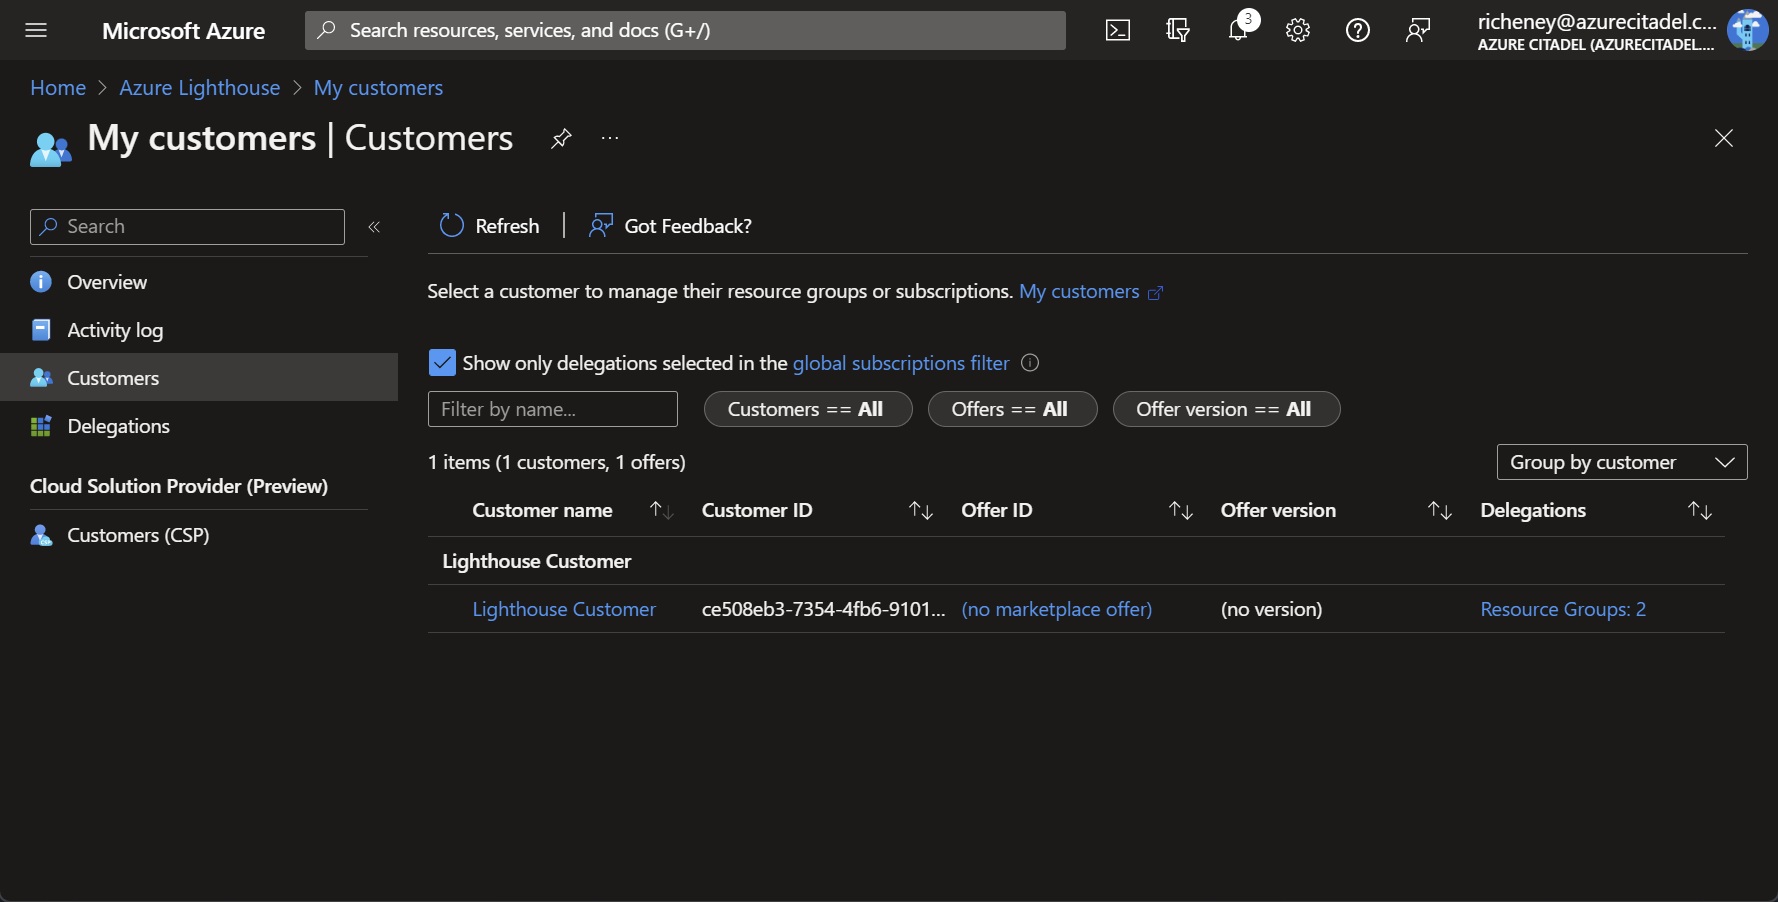 Microsoft Azure
Search resources, services, and docs (G+/)
3
richeney@azurecitadel.c...
AZURE CITADEL (AZURECITADEL....
Home > Azure Lighthouse > My customers
My customers | Customers
...
Search
«
Refresh
Got Feedback?
Overview
Activity log
Customers
Delegations
Cloud Solution Provider (Preview)
Customers (CSP)
Select a customer to manage their resource groups or subscriptions. My customers
Show only delegations selected in the global subscriptions filter
Filter by name...
Customers == All
Offers == All
Offer version == All
1 items (1 customers, 1 offers)
Group by customer
Customer name Customer ID Offer ID Offer version Delegations
Lighthouse Customer
Lighthouse Customer ce508eb3-7354-4fb6-9101... (no marketplace offer) (no version) Resource Groups: 2